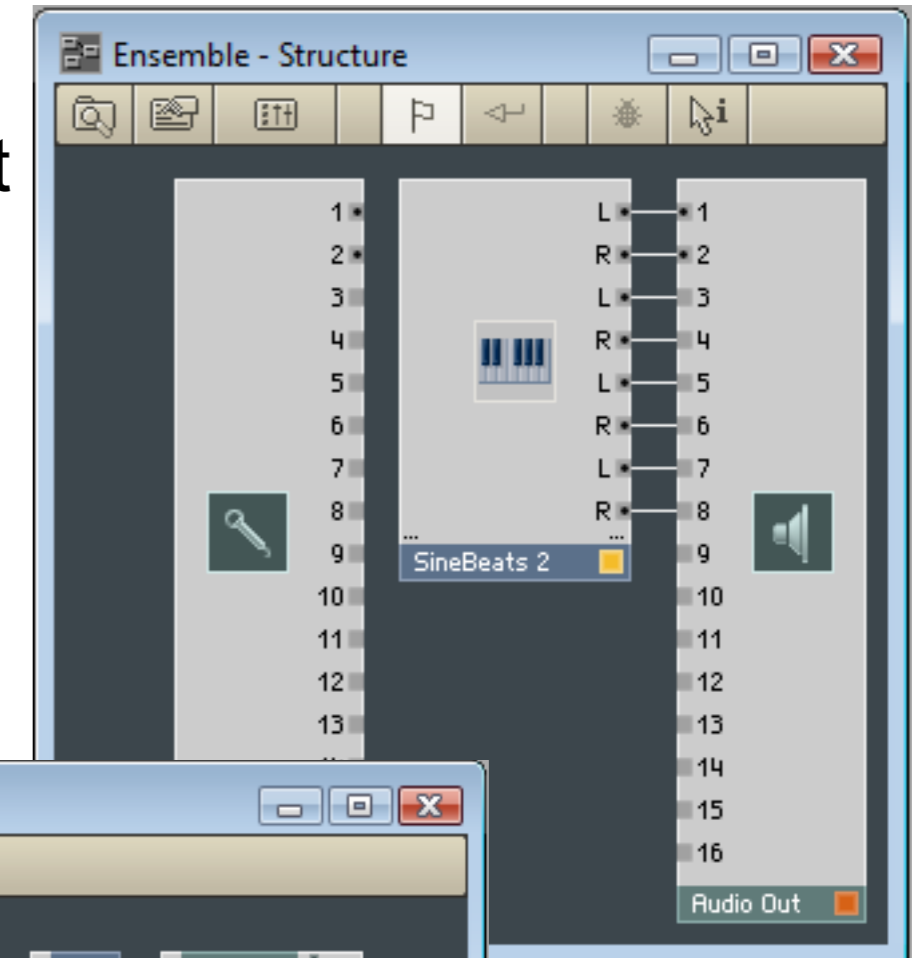 Ensemble - Structure
t
i
1 L 1
2 R 2
3 L 3
4 R 4
5 L 5
6 R 6
7 L 7
8 R 8
... ...
9 SineBeats 2 9
10 10
11 11
12 12
13 13
14
15
16
Audio Out